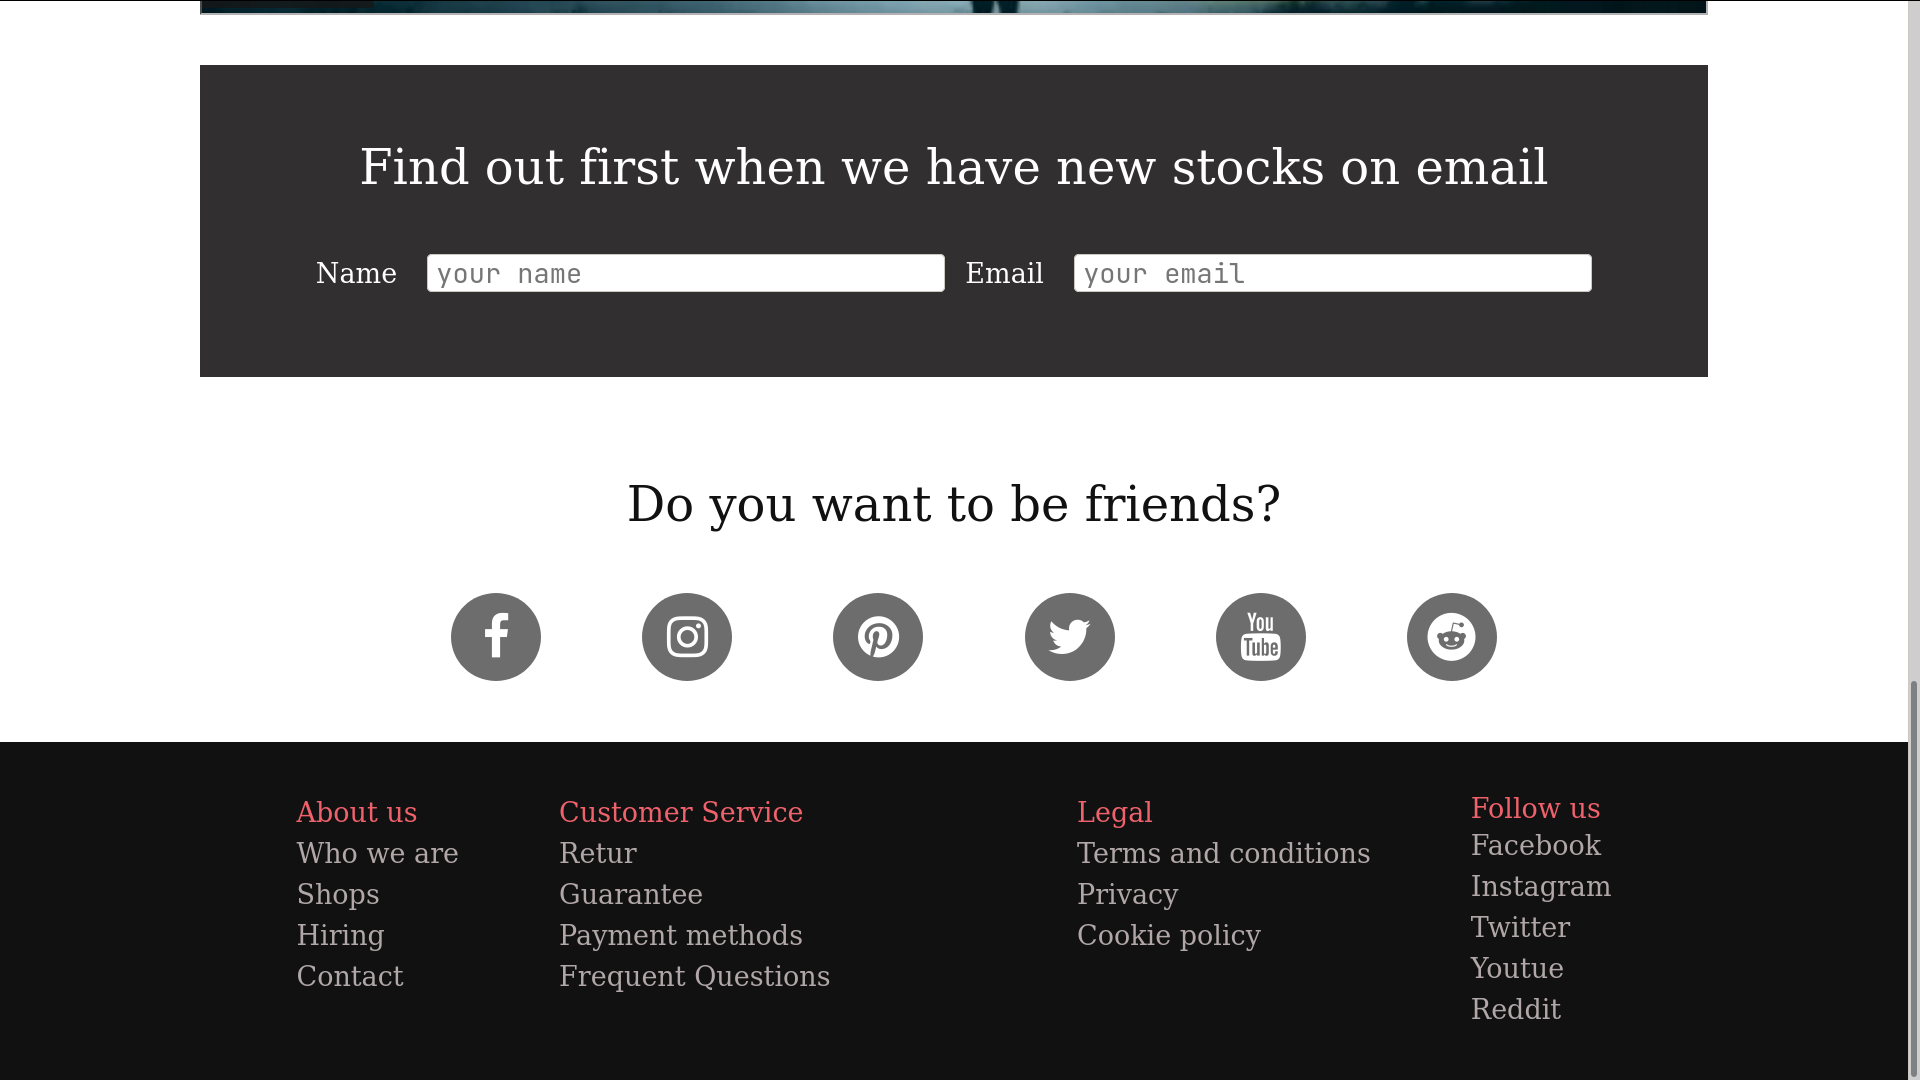 Find out first when we have new stocks on email
Name your name Email your email
Do you want to be friends?
You
Tube
About us
Who we are
Shops
Hiring
Contact
Customer Service
Retur
Guarantee
Payment methods
Frequent Questions
Legal
Terms and conditions
Privacy
Cookie policy
Follow us
Facebook
Instagram
Twitter
Youtue
Reddit